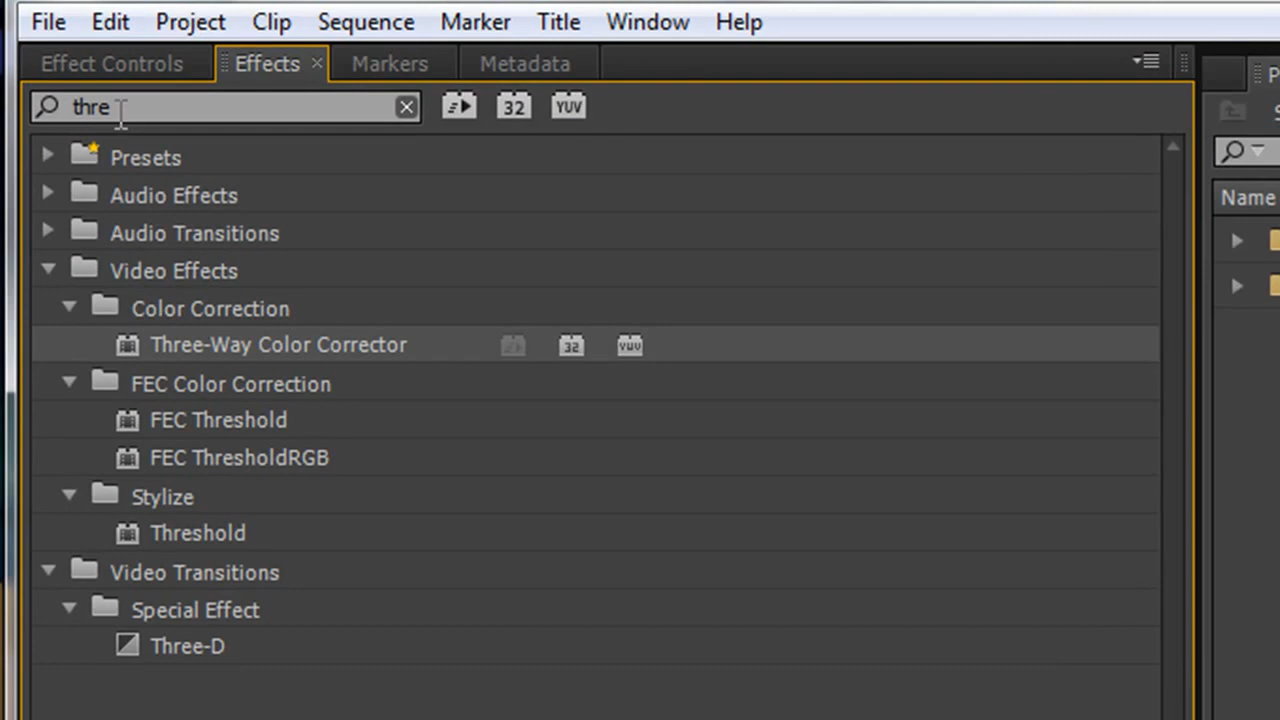 File Edit Project Clip Sequence Marker Title Window Help
Effect Controls Effects × Markers Metadata
thre 32 YUV
Presets
Audio Effects
Audio Transitions
Video Effects
Color Correction
Three-Way Color Corrector 32 YUV
FEC Color Correction
FEC Threshold
FEC ThresholdRGB
Stylize
Threshold
Video Transitions
Special Effect
Three-D
Name